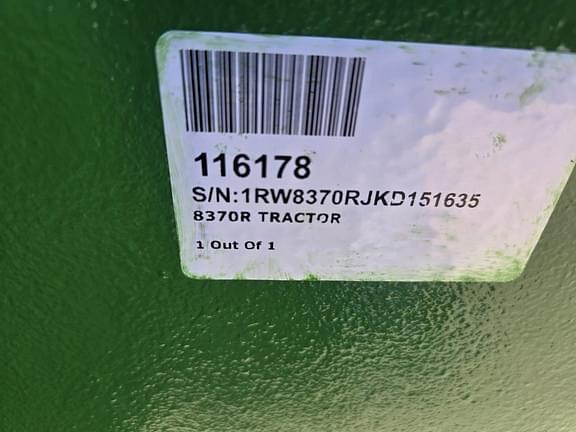 116178
S/N:1RW8370RJKD151635
8370R TRACTOR
1 Out Of 1